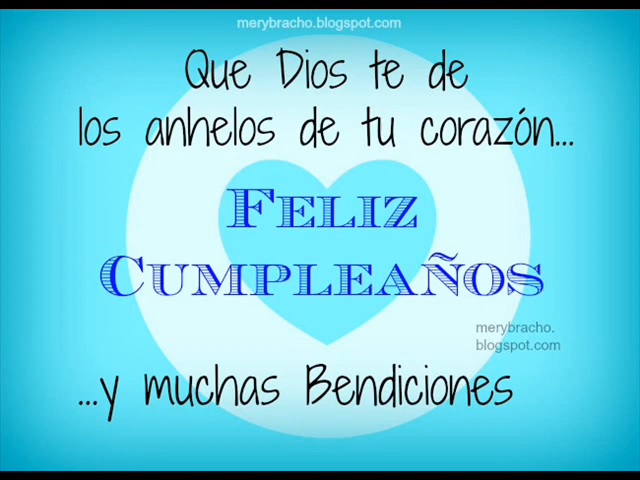 merybracho.blogspot.com
Que Dios te de
los anhelos de tu corazón...
FELIZ
CUMPLEAÑOS
merybracho.
blogspot.com
...y muchas Bendiciones